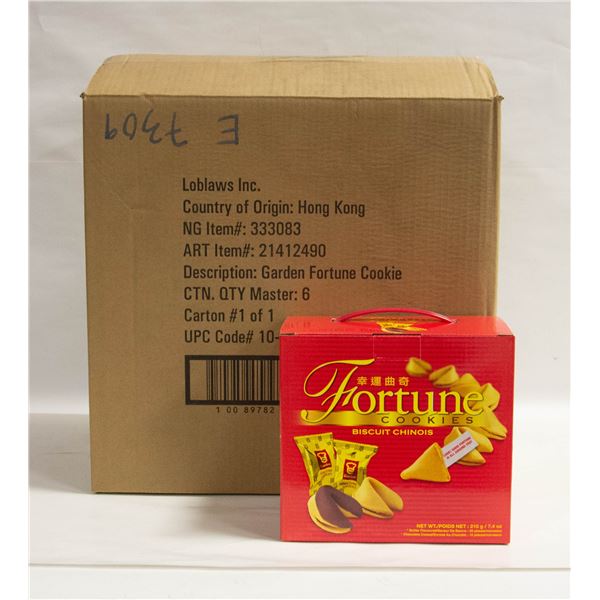 E 7309
Loblaws Inc.
Country of Origin: Hong Kong
NG Item#: 333083
ART Item#: 21412490
Description: Garden Fortune Cookie
CTN. QTY Master: 6
Carton #1 of 1
UPC Code# 10-
1 00 89782
幸運曲奇
Fortune
COOKIES
BISCUIT CHINOIS
NET WT/POIDS NET : 210 g / 7.4 oz